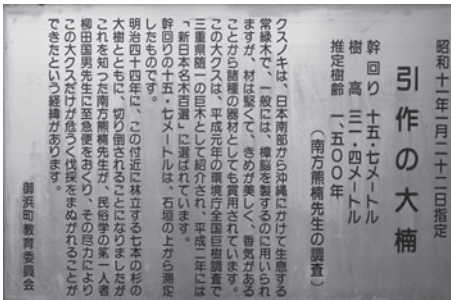 昭和十一年一月二十二日指定
引作の大楠
幹回り 十五・七メートル
樹高 三一・四メートル
推定樹齢 一、五〇〇年
(南方熊楠先生の調査)
クスノキは、日本南部から沖縄にかけて生息する
常緑木で、一般には、樟脳を製するのに用いられ
ますが、材は堅くて、きめが美しく、香気がある
ことから諸種の器材としても賞用されています。
この大クスは、平成元年の環境庁全国巨樹調査で
三重県随一の巨木として紹介され、平成二年には
「新日本名木百選」に選ばれています。
幹回りの十五・七メートルは、石垣の上から測定
したものです。
明治四十四年に、この付近に林立する七本の杉の
大樹とともに、切り倒されることになりましたが
これを知った南方熊楠先生が、民俗学の第一人者
柳田国男先生に至急便をおくり、その尽力により
この大クスだけが危うく伐採をまぬがれることが
できたという経緯があります。
御浜町教育委員会